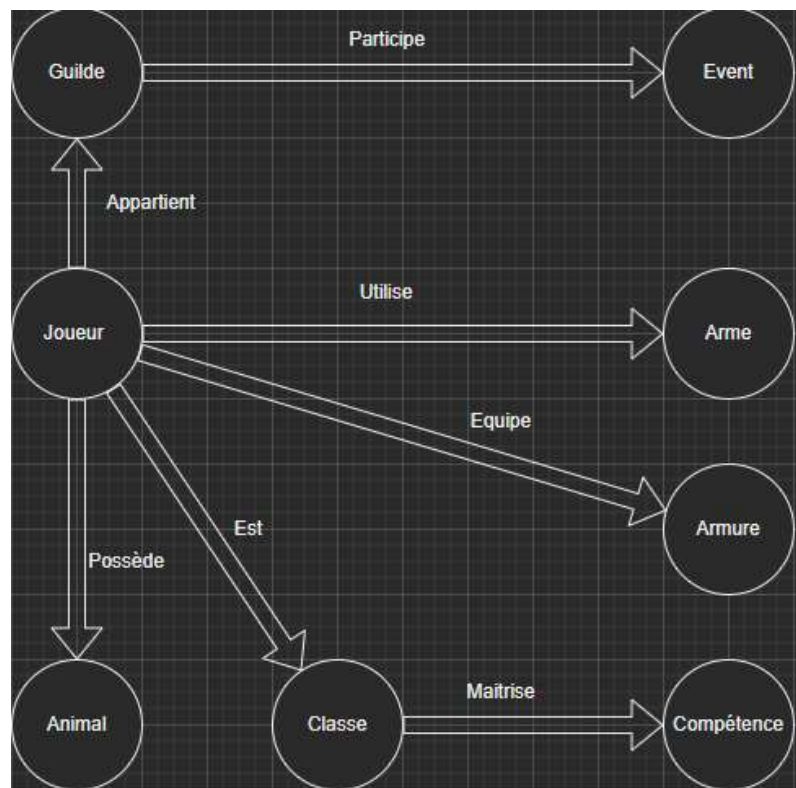 Participe
Guilde
Event
Appartient
Utilise
Joueur
Arme
Equipe
Est
Armure
Possède
Maitrise
Animal
Classe
Compétence